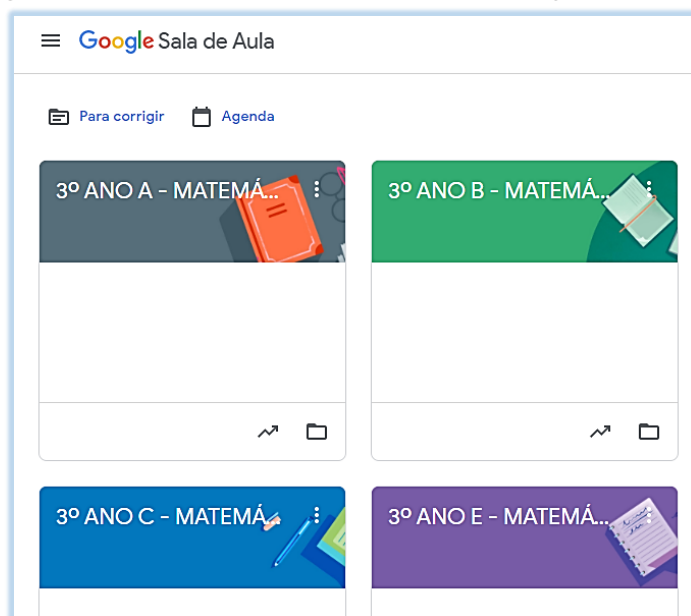 Google Sala de Aula
Para corrigir Agenda
3º ANO A - MATEMÁ...
3º ANO B - MATEMÁ...
3º ANO C - MATEMÁ...
3º ANO E - MATEMÁ...